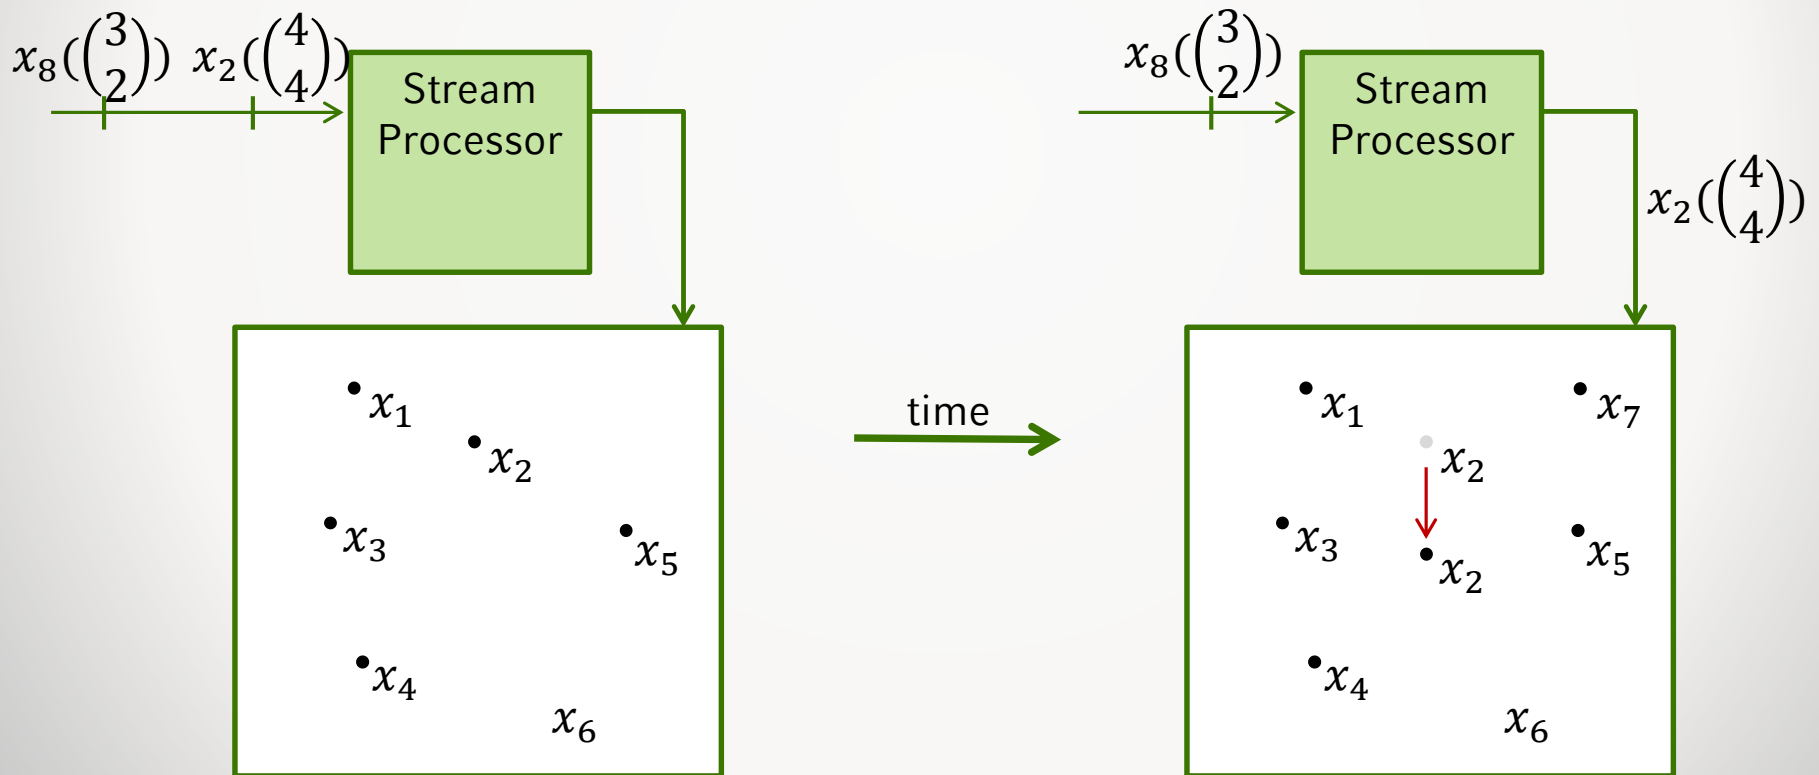 x₈((3 2)) x₂((4 4))
Stream
Processor
x₁
x₂
x₃
x₅
x₄
x₆
time
x₈((3 2))
Stream
Processor
x₂((4 4))
x₁
x₇
x₂
x₃
x₅
x₂
x₄
x₆